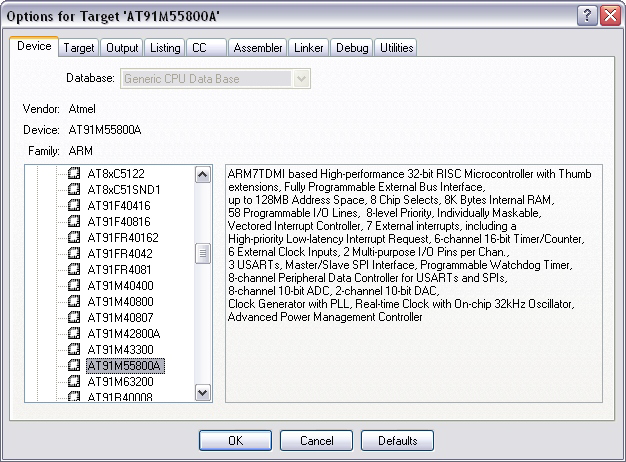 Options for Target 'AT91M55800A'
Device Target Output Listing CC Assembler Linker Debug Utilities
Database: Generic CPU Data Base
Vendor: Atmel
Device: AT91M55800A
Family: ARM
AT8xC5122
AT8xC51SND1
AT91F40416
AT91F40816
AT91FR40162
AT91FR4042
AT91FR4081
AT91M40400
AT91M40800
AT91M40807
AT91M42800A
AT91M43300
AT91M55800A
AT91M63200
AT91R40008
ARM7TDMI based High-performance 32-bit RISC Microcontroller with Thumb
extensions, Fully Programmable External Bus Interface,
up to 128MB Address Space, 8 Chip Selects, 8K Bytes Internal RAM,
58 Programmable I/O Lines, 8-level Priority, Individually Maskable,
Vectored Interrupt Controller, 7 External interrupts, including a
High-priority Low-latency Interrupt Request, 6-channel 16-bit Timer/Counter,
6 External Clock Inputs, 2 Multi-purpose I/O Pins per Chan.,
3 USARTs, Master/Slave SPI Interface, Programmable Watchdog Timer,
8-channel Peripheral Data Controller for USARTs and SPIs,
8-channel 10-bit ADC, 2-channel 10-bit DAC,
Clock Generator with PLL, Real-time Clock with On-chip 32kHz Oscillator,
Advanced Power Management Controller
OK Cancel Defaults